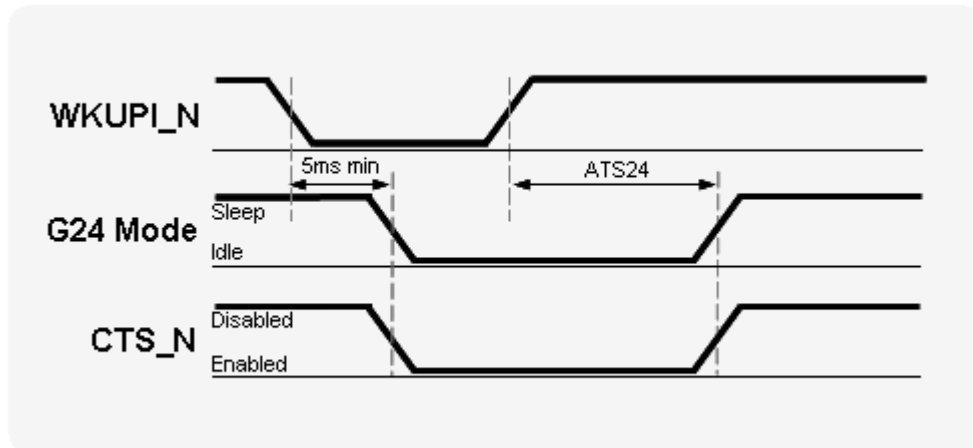 WKUPI_N
5ms min
ATS24
G24 Mode
Sleep
Idle
CTS_N
Disabled
Enabled